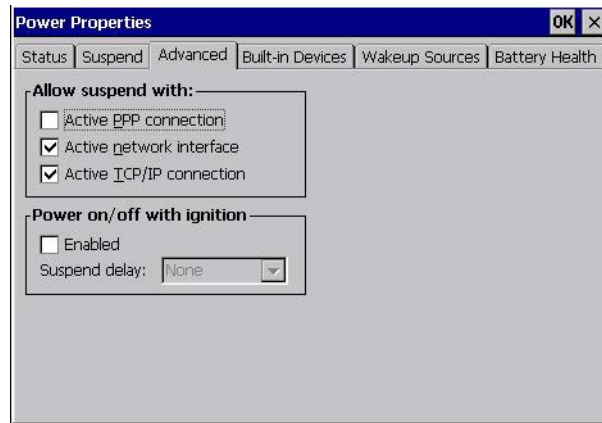 Power Properties OK ×
Status Suspend Advanced Built-in Devices Wakeup Sources Battery Health
Allow suspend with:
Active PPP connection
Active network interface
Active TCP/IP connection
Power on/off with ignition
Enabled
Suspend delay: None